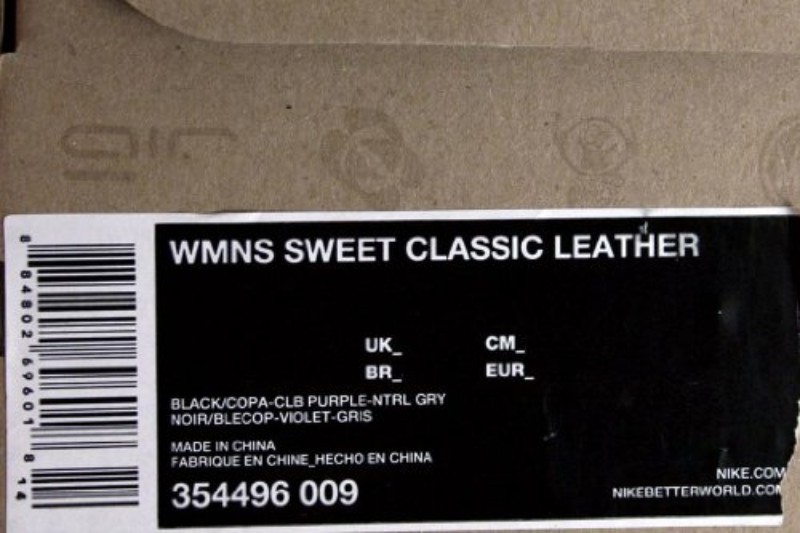 WMNS SWEET CLASSIC LEATHER
UK_ CM_
BR_ EUR_
BLACK/COPA-CLB PURPLE-NTRL GRY
NOIR/BLECOP-VIOLET-GRIS
MADE IN CHINA
FABRIQUE EN CHINE_HECHO EN CHINA
354496 009
NIKE.COM
NIKEBETTERWORLD.COM
8 84802 69601 8 14